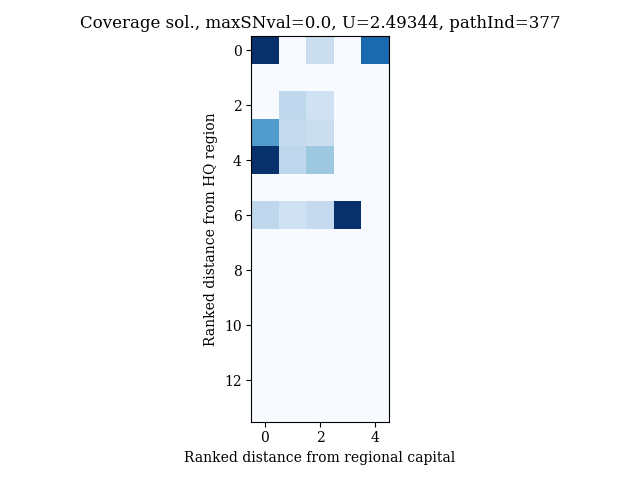 Coverage sol., maxSNval=0.0, U=2.49344, pathInd=377
0
2
4
6
8
10
12
Ranked distance from HQ region
0 2 4
Ranked distance from regional capital